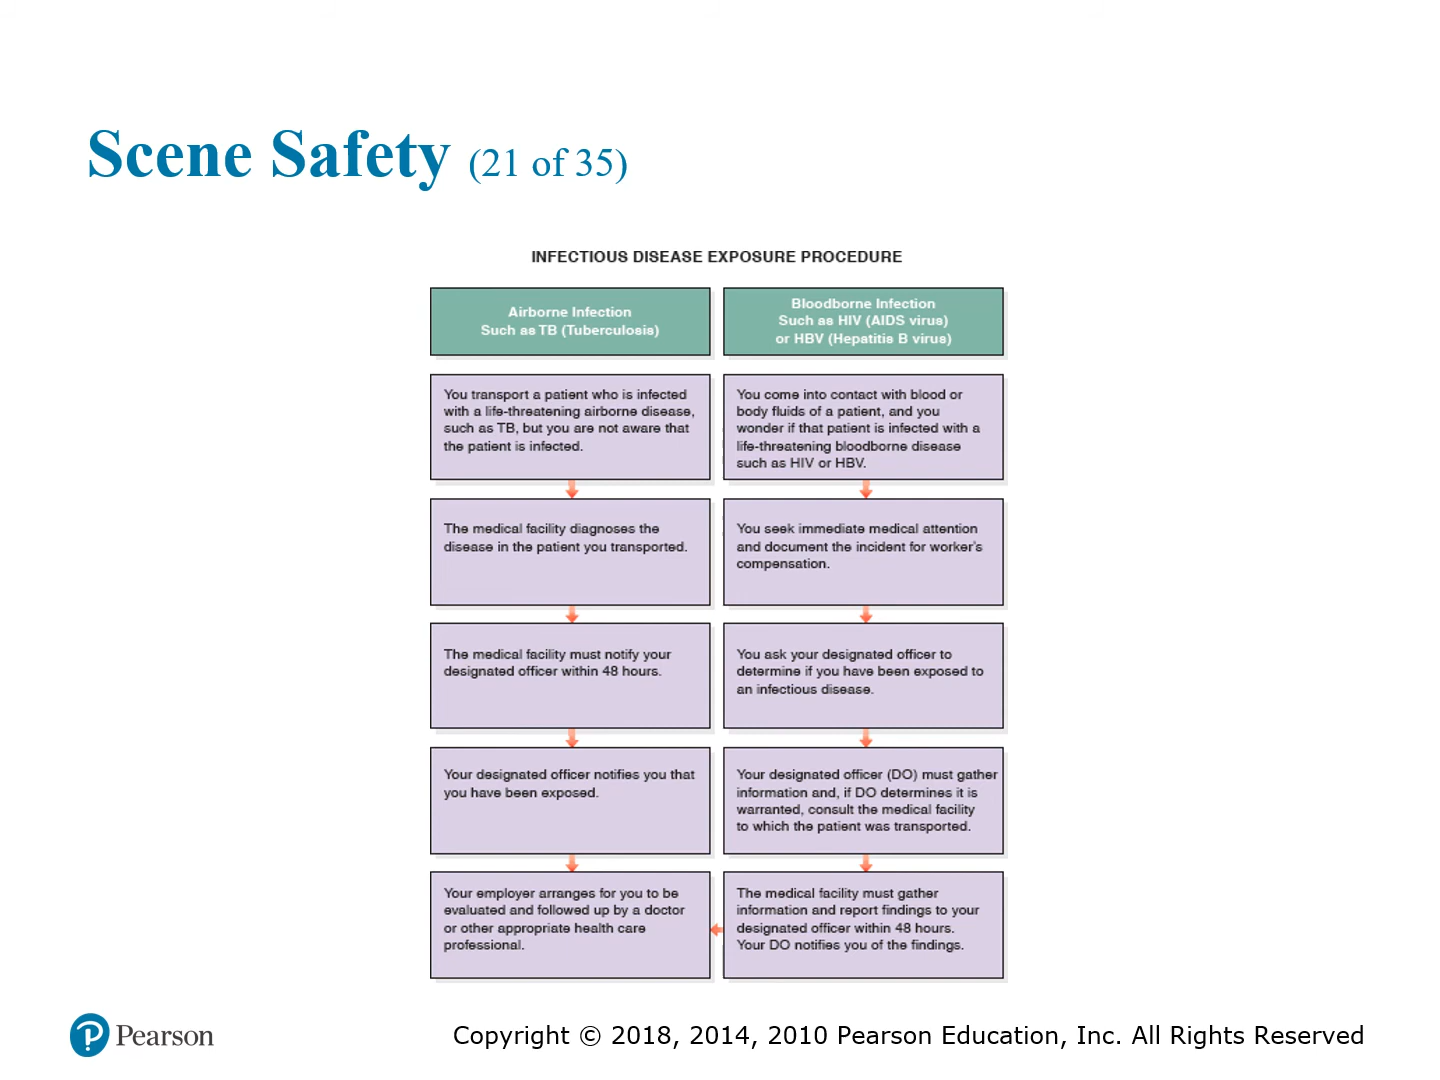 Scene Safety (21 of 35)
INFECTIOUS DISEASE EXPOSURE PROCEDURE
Airborne Infection
Such as TB (Tuberculosis)
You transport a patient who is infected
with a life-threatening airborne disease,
such as TB, but you are not aware that
the patient is infected.
The medical facility diagnoses the
disease in the patient you transported.
The medical facility must notify your
designated officer within 48 hours.
Your designated officer notifies you that
you have been exposed.
Your employer arranges for you to be
evaluated and followed up by a doctor
or other appropriate health care
professional.
Bloodborne Infection
Such as HIV (AIDS virus)
or HBV (Hepatitis B virus)
You come into contact with blood or
body fluids of a patient, and you
wonder if that patient is infected with a
life-threatening bloodborne disease
such as HIV or HBV.
You seek immediate medical attention
and document the incident for worker's
compensation.
You ask your designated officer to
determine if you have been exposed to
an infectious disease.
Your designated officer (DO) must gather
information and, if DO determines it is
warranted, consult the medical facility
to which the patient was transported.
The medical facility must gather
information and report findings to your
designated officer within 48 hours.
Your DO notifies you of the findings.
Pearson
Copyright © 2018, 2014, 2010 Pearson Education, Inc. All Rights Reserved